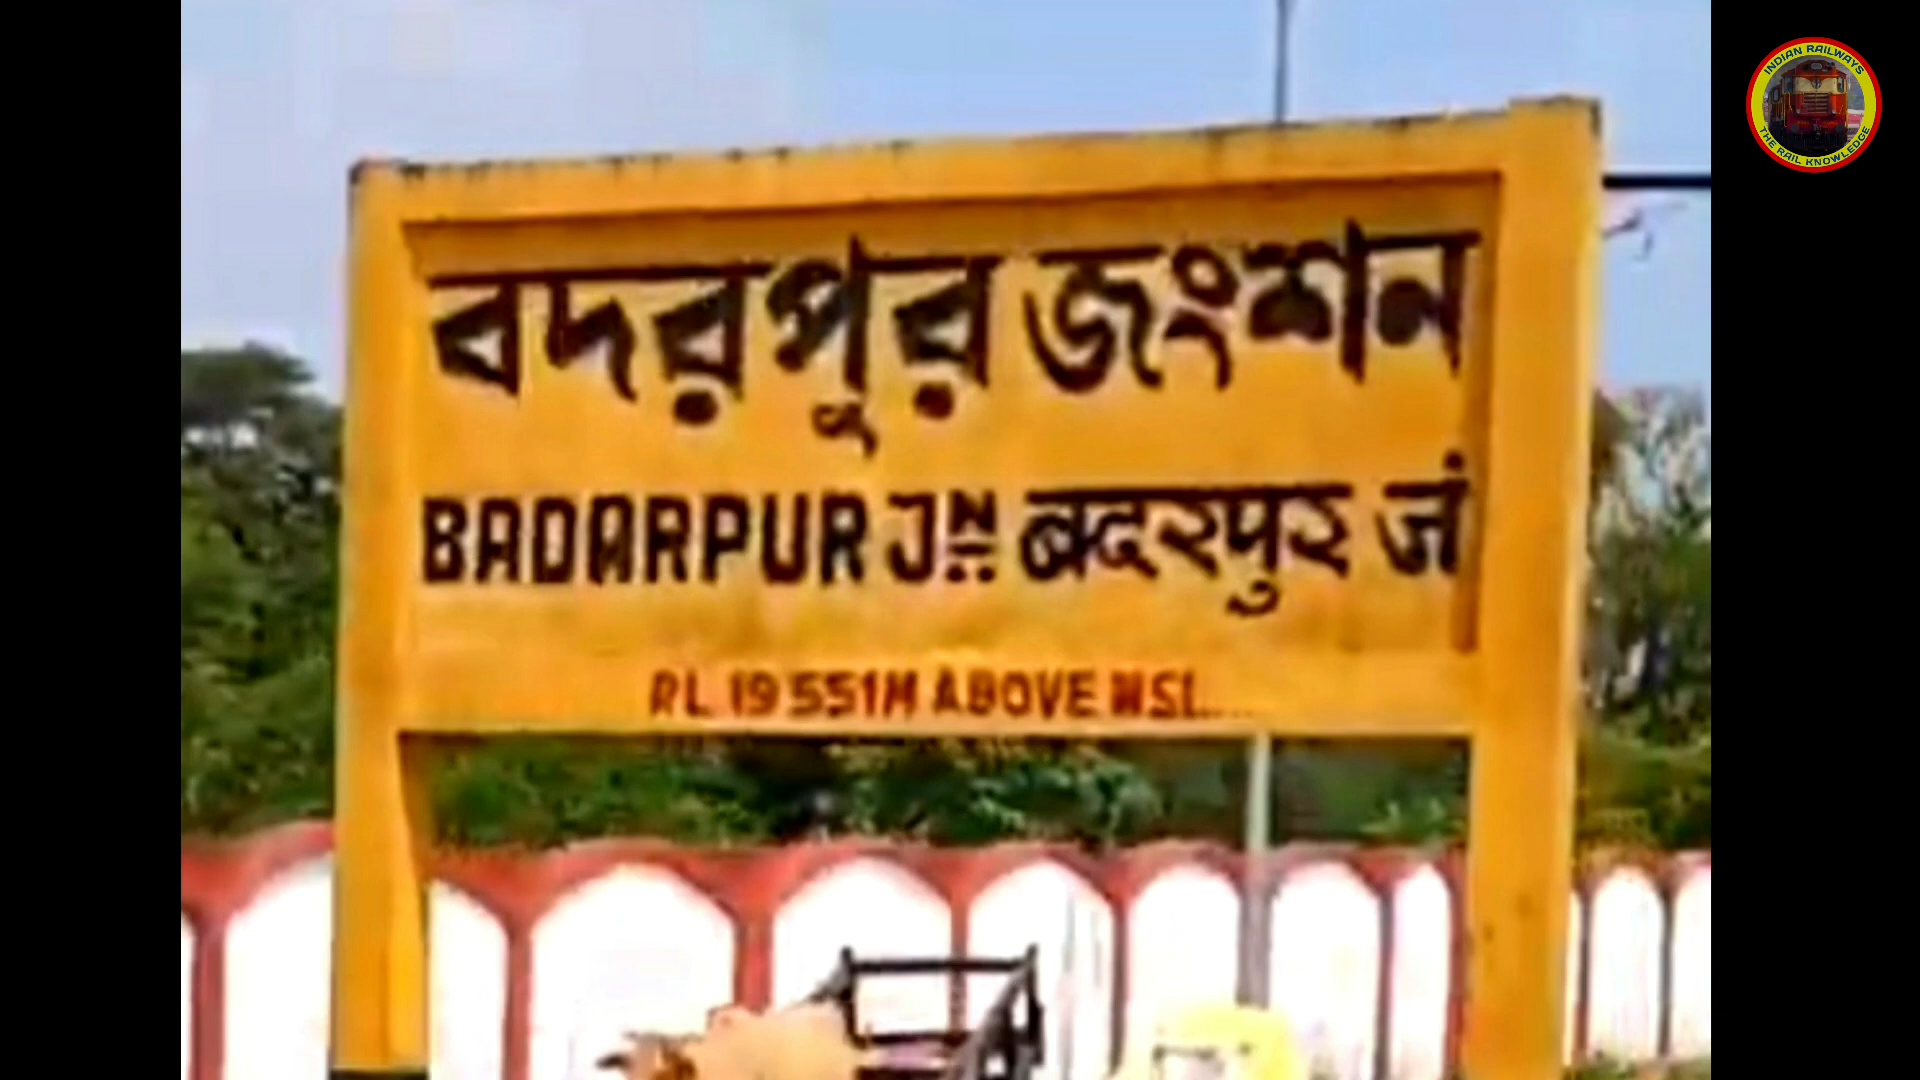 বদরপুর জংশন
BADARPUR JN. बदरपुर जं
RL 19 551M ABOVE MSL....
INDIAN RAILWAYS
THE RAIL KNOWLEDGE